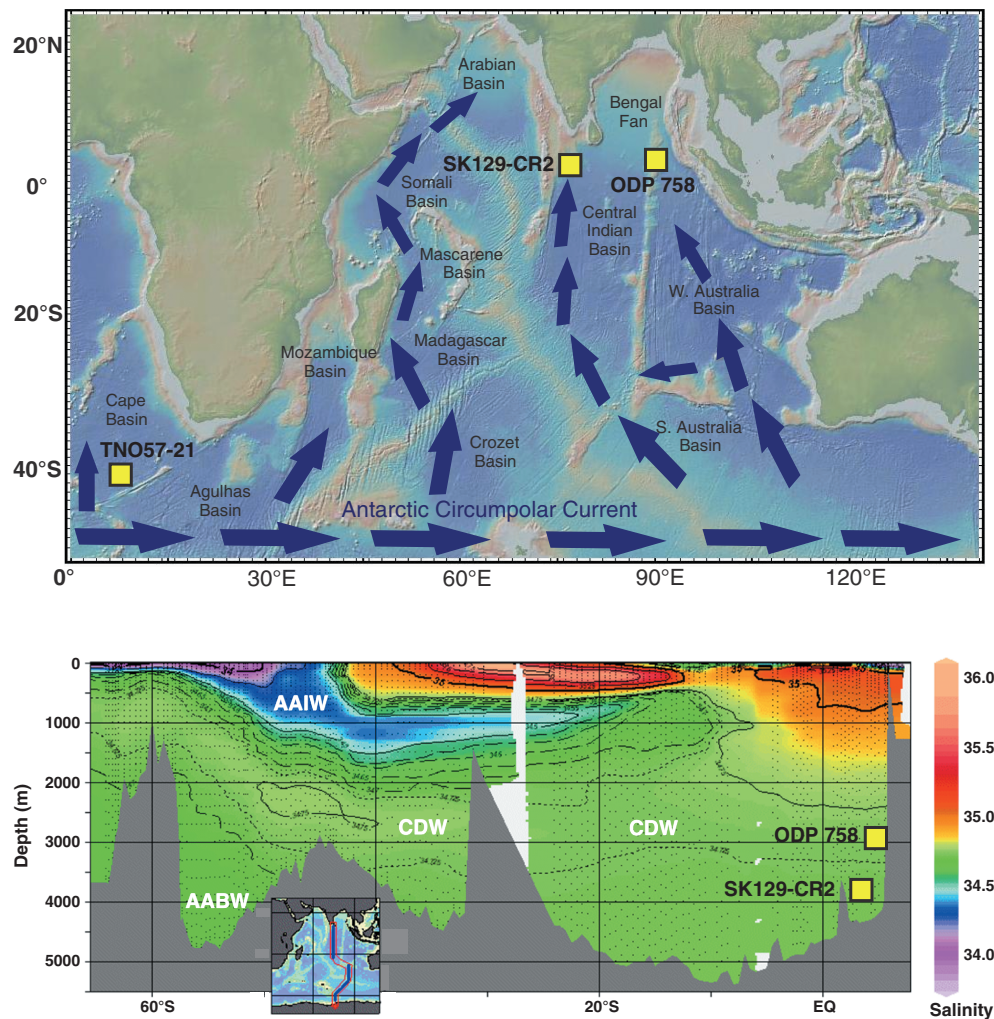 20°N
0°
20°S
40°S
Arabian
Basin
Bengal
Fan
SK129-CR2
ODP 758
Somali
Basin
Central
Indian
Basin
Mascarene
Basin
W. Australia
Basin
Mozambique
Basin
Madagascar
Basin
Cape
Basin
TNO57-21
Crozet
Basin
S. Australia
Basin
Agulhas
Basin
Antarctic Circumpolar Current
0° 30°E 60°E 90°E 120°E
Depth (m)
0
1000
2000
3000
4000
5000
34
35
35
AAIW
CDW
CDW
AABW
ODP 758
SK129-CR2
60°S 20°S EQ
36.0
35.5
35.0
34.5
34.0
Salinity